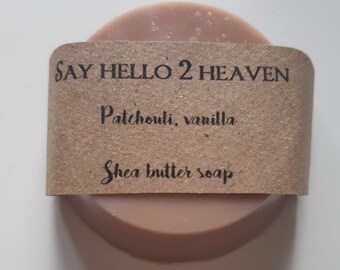 SAY HELLO 2 HEAVEN
Patchouli, vanilla
Shea butter soap